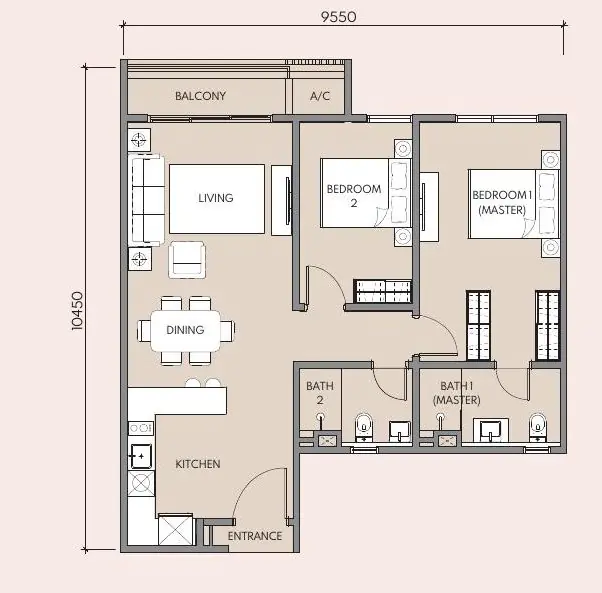 9550
BALCONY
A/C
LIVING
BEDROOM
2
BEDROOM 1
(MASTER)
10450
DINING
BATH
2
BATH 1
(MASTER)
KITCHEN
ENTRANCE